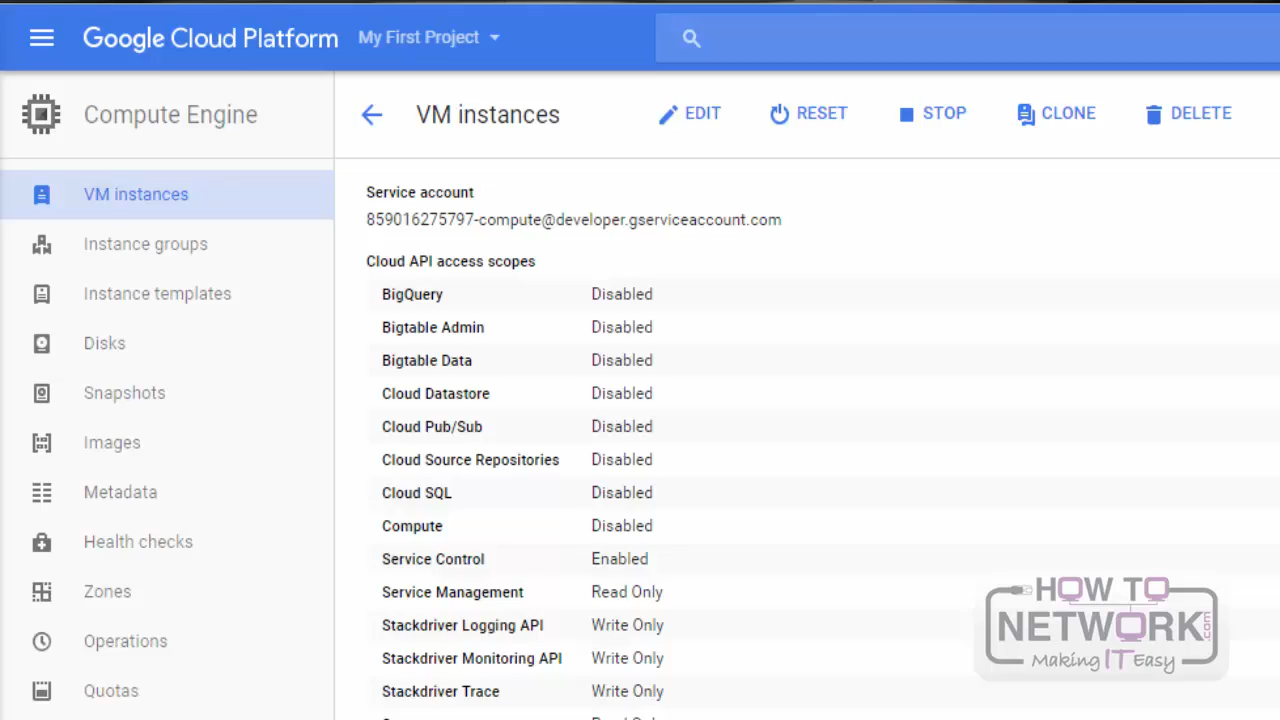 Google Cloud Platform My First Project
Compute Engine
VM instances EDIT RESET STOP CLONE DELETE
VM instances
Instance groups
Instance templates
Disks
Snapshots
Images
Metadata
Health checks
Zones
Operations
Quotas
Service account
859016275797-compute@developer.gserviceaccount.com
Cloud API access scopes
BigQuery Disabled
Bigtable Admin Disabled
Bigtable Data Disabled
Cloud Datastore Disabled
Cloud Pub/Sub Disabled
Cloud Source Repositories Disabled
Cloud SQL Disabled
Compute Disabled
Service Control Enabled
Service Management Read Only
Stackdriver Logging API Write Only
Stackdriver Monitoring API Write Only
Stackdriver Trace Write Only
HOW TO
NETWORK.com
Making IT Easy